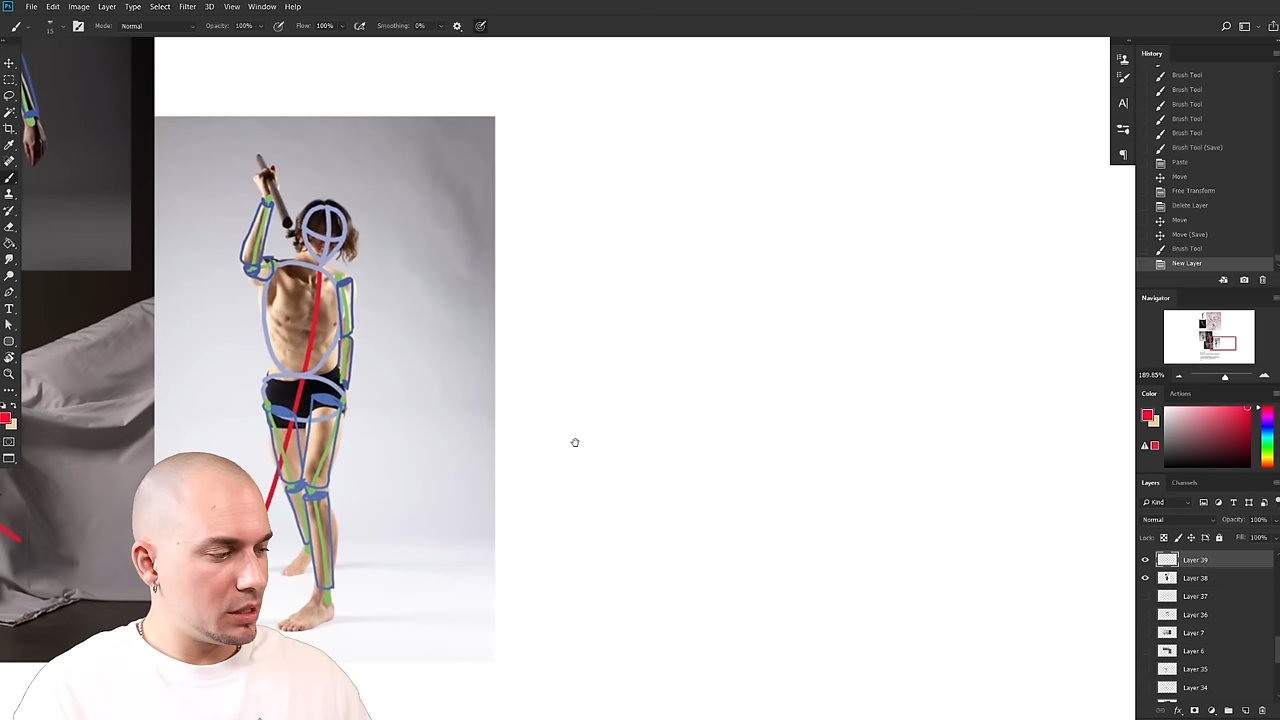 Ps File Edit Image Layer Type Select Filter 3D View Window Help
15 Mode: Normal Opacity: 100% Flow: 100% Smoothing: 0%
History
Brush Tool
Brush Tool
Brush Tool
Brush Tool
Brush Tool
Brush Tool (Save)
Paste
Move
Free Transform
Delete Layer
Move
Move (Save)
Brush Tool
New Layer
Navigator
189.85%
Color Actions
Layers Channels
Kind
Normal Opacity: 100%
Lock: Fill: 100%
Layer 39
Layer 38
Layer 37
Layer 36
Layer 7
Layer 6
Layer 35
Layer 34